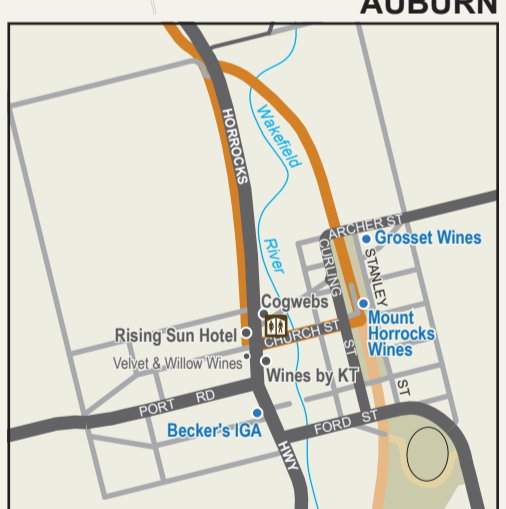 AUBURN
HORROCKS
Wakefield
River
ARCHER ST
Grosset Wines
CURLING
STANLEY
Cogwebs
Rising Sun Hotel
CHURCH ST
Mount
Horrocks
Wines
Velvet & Willow Wines
ST
Wines by KT
PORT RD
ST
Becker's IGA
FORD ST
HWY